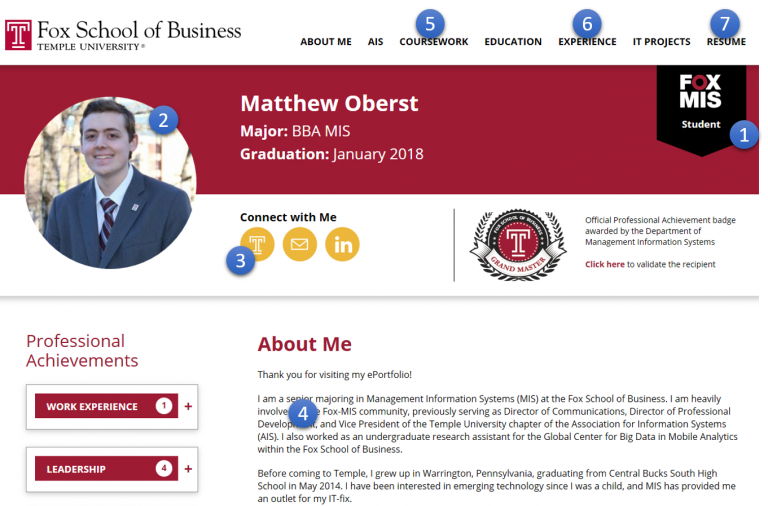 Fox School of Business
TEMPLE UNIVERSITY®
5
6
7
ABOUT ME AIS COURSEWORK EDUCATION EXPERIENCE IT PROJECTS RESUME
FOX
MIS
Student
1
2
Matthew Oberst
Major: BBA MIS
Graduation: January 2018
Connect with Me
3
T
in
FOX SCHOOL OF BUSINESS
T
GRAND MASTER
Official Professional Achievement badge
awarded by the Department of
Management Information Systems
Click here to validate the recipient
Professional
Achievements
WORK EXPERIENCE 1 +
LEADERSHIP 4 +
About Me
Thank you for visiting my ePortfolio!
I am a senior majoring in Management Information Systems (MIS) at the Fox School of Business. I am heavily
4
Fox-MIS community, previously serving as Director of Communications, Director of Professional
and Vice President of the Temple University chapter of the Association for Information Systems
(AIS). I also worked as an undergraduate research assistant for the Global Center for Big Data in Mobile Analytics
within the Fox School of Business.
Before coming to Temple, I grew up in Warrington, Pennsylvania, graduating from Central Bucks South High
School in May 2014. I have been interested in emerging technology since I was a child, and MIS has provided me
an outlet for my IT-fix.